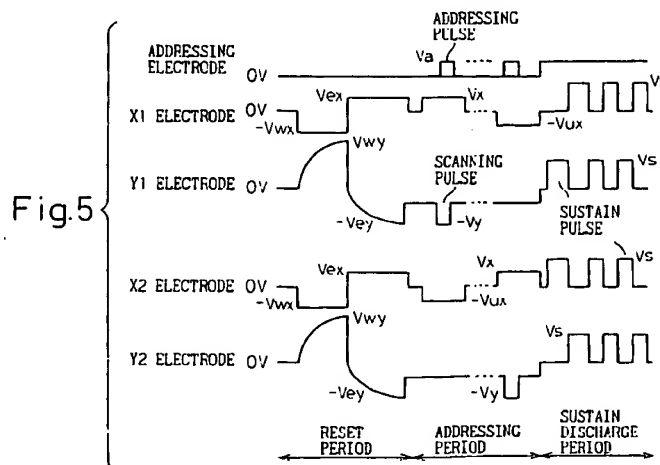 Fig.5
ADDRESSING
PULSE
ADDRESSING
ELECTRODE
0V
Va
X1 ELECTRODE
0V
-Vwx
Vex
Vx
-Vux
V
Y1 ELECTRODE
0V
Vwy
-Vey
SCANNING
PULSE
-Vy
Vs
SUSTAIN
PULSE
X2 ELECTRODE
0V
-Vwx
Vex
Vx
-Vux
Vs
Y2 ELECTRODE
0V
Vwy
-Vey
-Vy
Vs
RESET
PERIOD
ADDRESSING
PERIOD
SUSTAIN
DISCHARGE
PERIOD